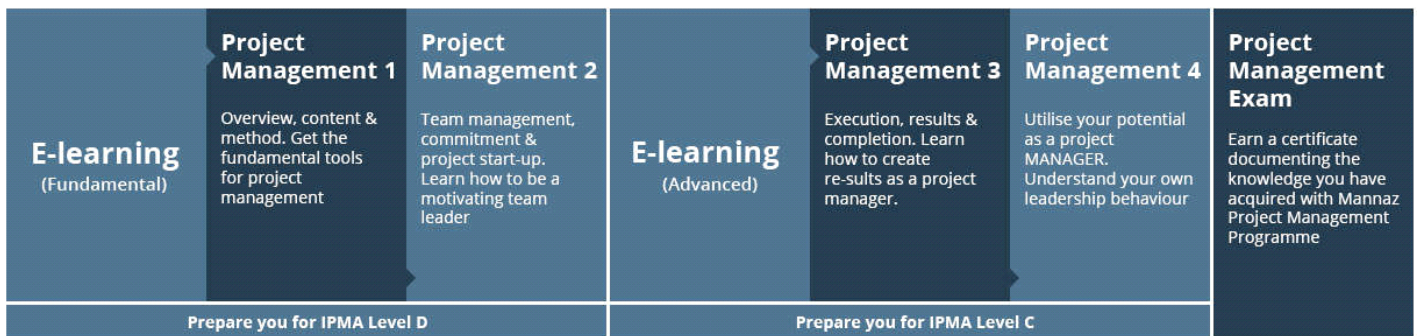 E-learning
(Fundamental)
Project
Management 1
Overview, content &
method. Get the
fundamental tools
for project
management
Project
Management 2
Team management,
commitment &
project start-up.
Learn how to be a
motivating team
leader
Prepare you for IPMA Level D
E-learning
(Advanced)
Project
Management 3
Execution, results &
completion. Learn
how to create
re-sults as a project
manager.
Project
Management 4
Utilise your potential
as a project
MANAGER.
Understand your own
leadership behaviour
Prepare you for IPMA Level C
Project
Management
Exam
Earn a certificate
documenting the
knowledge you have
acquired with Mannaz
Project Management
Programme